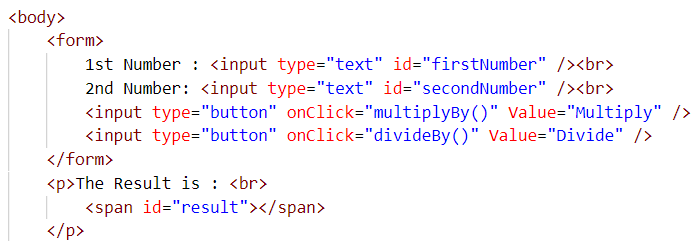 <body>
<form>
1st Number : <input type="text" id="firstNumber" /><br>
2nd Number: <input type="text" id="secondNumber" /><br>
<input type="button" onClick="multiplyBy()" Value="Multiply" />
<input type="button" onClick="divideBy()" Value="Divide" />
</form>
<p>The Result is : <br>
<span id="result"></span>
</p>